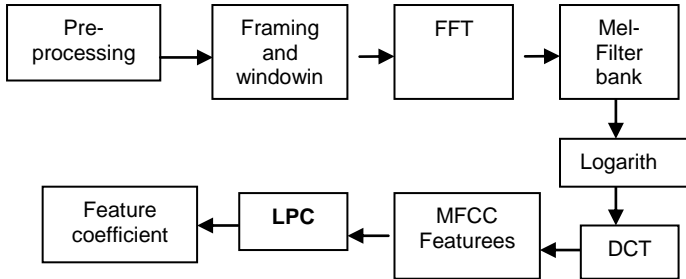 Pre-
processing
Framing
and
windowin
FFT
Mel-
Filter
bank
Logarith
DCT
MFCC
Featurees
LPC
Feature
coefficient